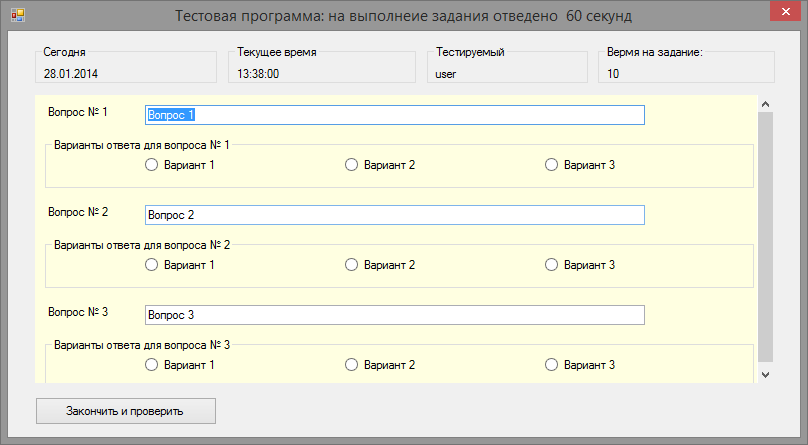 Тестовая программа: на выполнеие задания отведено 60 секунд
Сегодня Текущее время Тестируемый Вермя на задание:
28.01.2014 13:38:00 user 10
Вопрос № 1 Вопрос 1
Варианты ответа для вопроса № 1
Вариант 1 Вариант 2 Вариант 3
Вопрос № 2 Вопрос 2
Варианты ответа для вопроса № 2
Вариант 1 Вариант 2 Вариант 3
Вопрос № 3 Вопрос 3
Варианты ответа для вопроса № 3
Вариант 1 Вариант 2 Вариант 3
Закончить и проверить